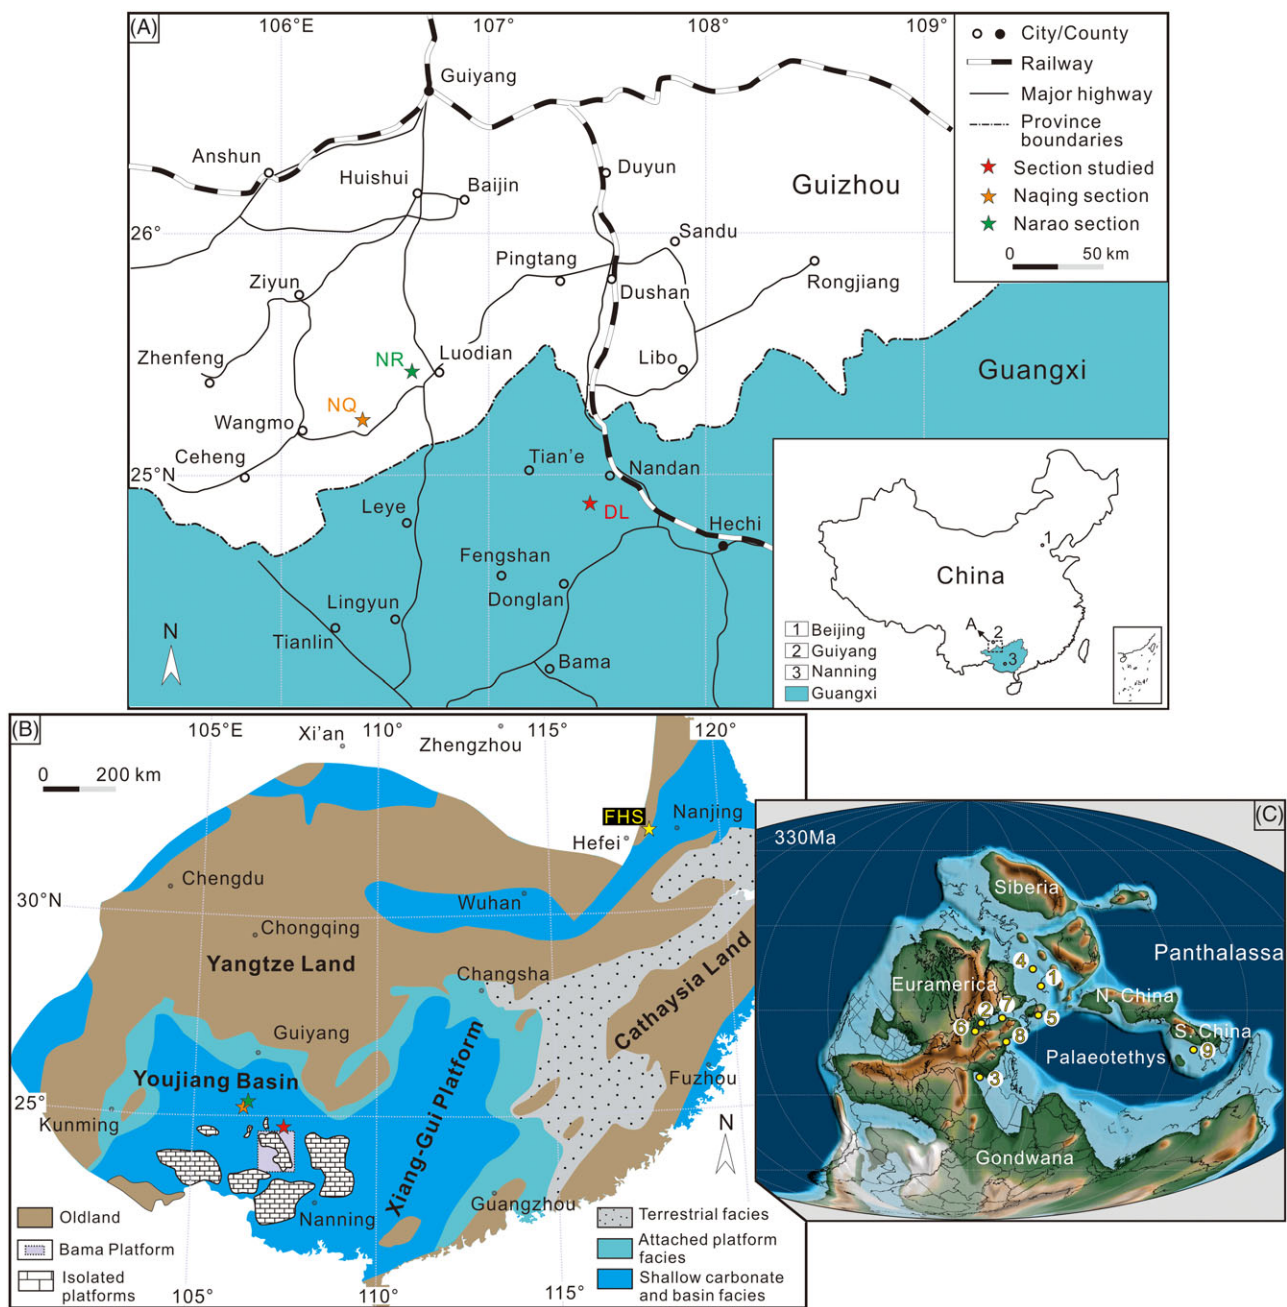 (A)
106°E
107°
108°
109°
City/County
Railway
Major highway
Province
boundaries
Section studied
Naqing section
Narao section
0
50 km
Guiyang
Anshun
Huishui
Baijin
Duyun
Guizhou
26°
Sandu
Ziyun
Pingtang
Dushan
Rongjiang
Zhenfeng
NR
Luodian
Libo
Guangxi
NQ
Wangmo
Ceheng
25°N
Tian'e
Nandan
Leye
DL
Hechi
Fengshan
Donglan
Lingyun
Tianlin
Bama
N
China
1
A
2
3
1 Beijing
2 Guiyang
3 Nanning
Guangxi
(B)
105°E
Xi'an
110°
Zhengzhou
115°
120°
0
200 km
FHS
Nanjing
Hefei
Chengdu
30°N
Wuhan
Chongqing
Yangtze Land
Changsha
Cathaysia Land
Guiyang
Youjiang Basin
Xiang-Gui Platform
Fuzhou
25°
Kunming
N
Guangzhou
Nanning
Oldland
Bama Platform
Isolated
platforms
Terrestrial facies
Attached platform
facies
Shallow carbonate
and basin facies
105°
110°
115°
(C)
330Ma
Siberia
Panthalassa
4
1
Euramerica
N. China
7
2
5
6
8
S. China
9
Palaeotethys
3
Gondwana